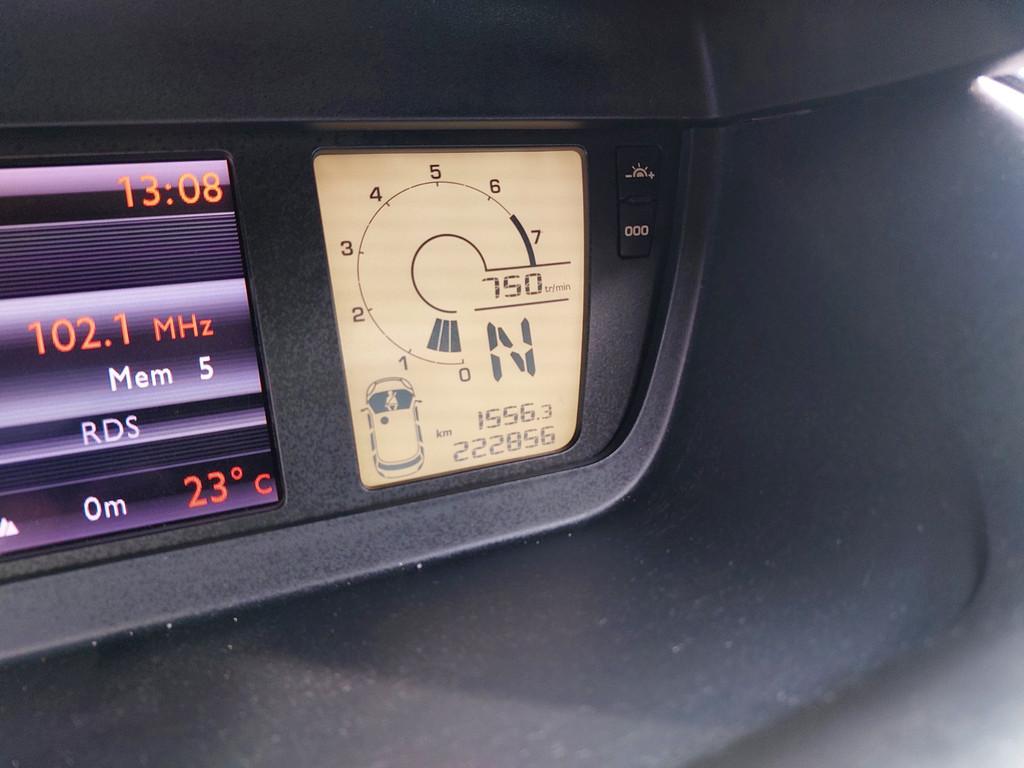 13:08
102.1 MHz
Mem 5
RDS
0m 23°C
5
4 6
3 7
750 tr/min
2
N
1
0
1556.3
km
222856
- +
000